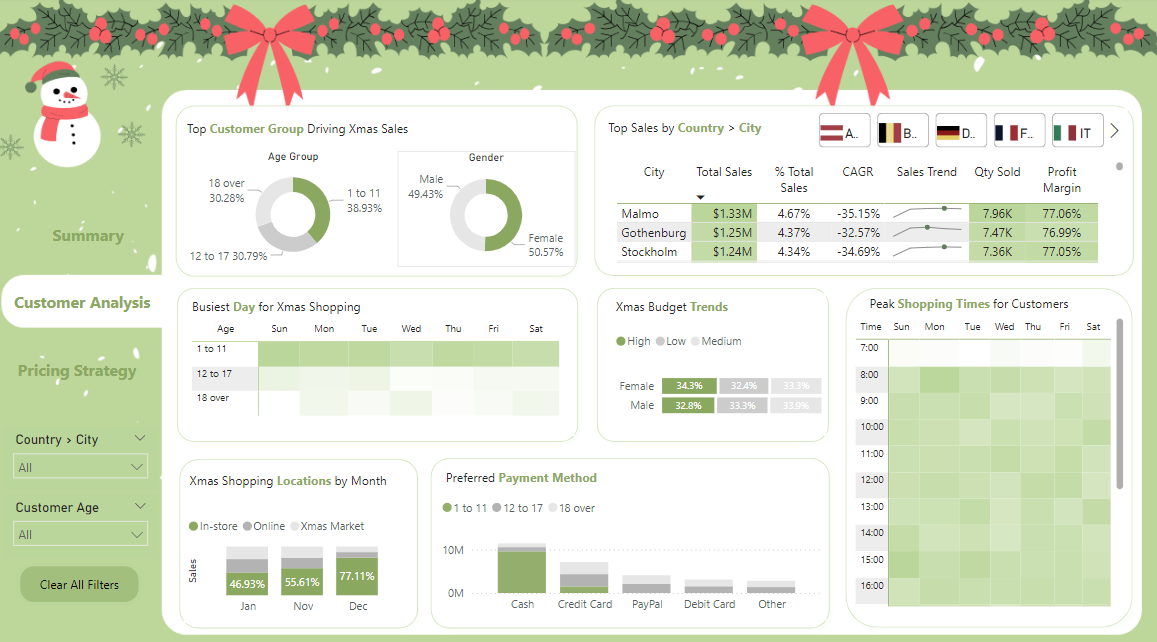 Top Customer Group Driving Xmas Sales
Age Group
18 over
30.28%
1 to 11
38.93%
12 to 17 30.79%
Gender
Male
49.43%
Female
50.57%
Top Sales by Country > City
A..
B..
D..
F..
IT
City Total Sales % Total Sales CAGR Sales Trend Qty Sold Profit Margin
Malmo $1.33M 4.67% -35.15% 7.96K 77.06%
Gothenburg $1.25M 4.37% -32.57% 7.47K 76.99%
Stockholm $1.24M 4.34% -34.69% 7.36K 77.05%
Summary
Customer Analysis
Pricing Strategy
Country > City
All
Customer Age
All
Clear All Filters
Busiest Day for Xmas Shopping
Age Sun Mon Tue Wed Thu Fri Sat
1 to 11
12 to 17
18 over
Xmas Budget Trends
High Low Medium
Female 34.3% 32.4% 33.3%
Male 32.8% 33.3% 33.9%
Peak Shopping Times for Customers
Time Sun Mon Tue Wed Thu Fri Sat
7:00
8:00
9:00
10:00
11:00
12:00
13:00
14:00
15:00
16:00
Xmas Shopping Locations by Month
In-store Online Xmas Market
Sales
46.93% 55.61% 77.11%
Jan Nov Dec
Preferred Payment Method
1 to 11 12 to 17 18 over
10M
0M
Cash Credit Card PayPal Debit Card Other